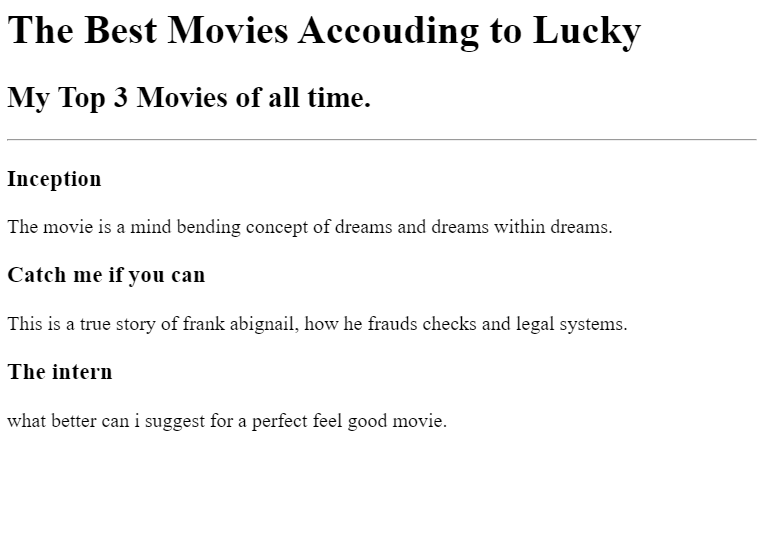 The Best Movies Accouding to Lucky
My Top 3 Movies of all time.
Inception
The movie is a mind bending concept of dreams and dreams within dreams.
Catch me if you can
This is a true story of frank abignail, how he frauds checks and legal systems.
The intern
what better can i suggest for a perfect feel good movie.